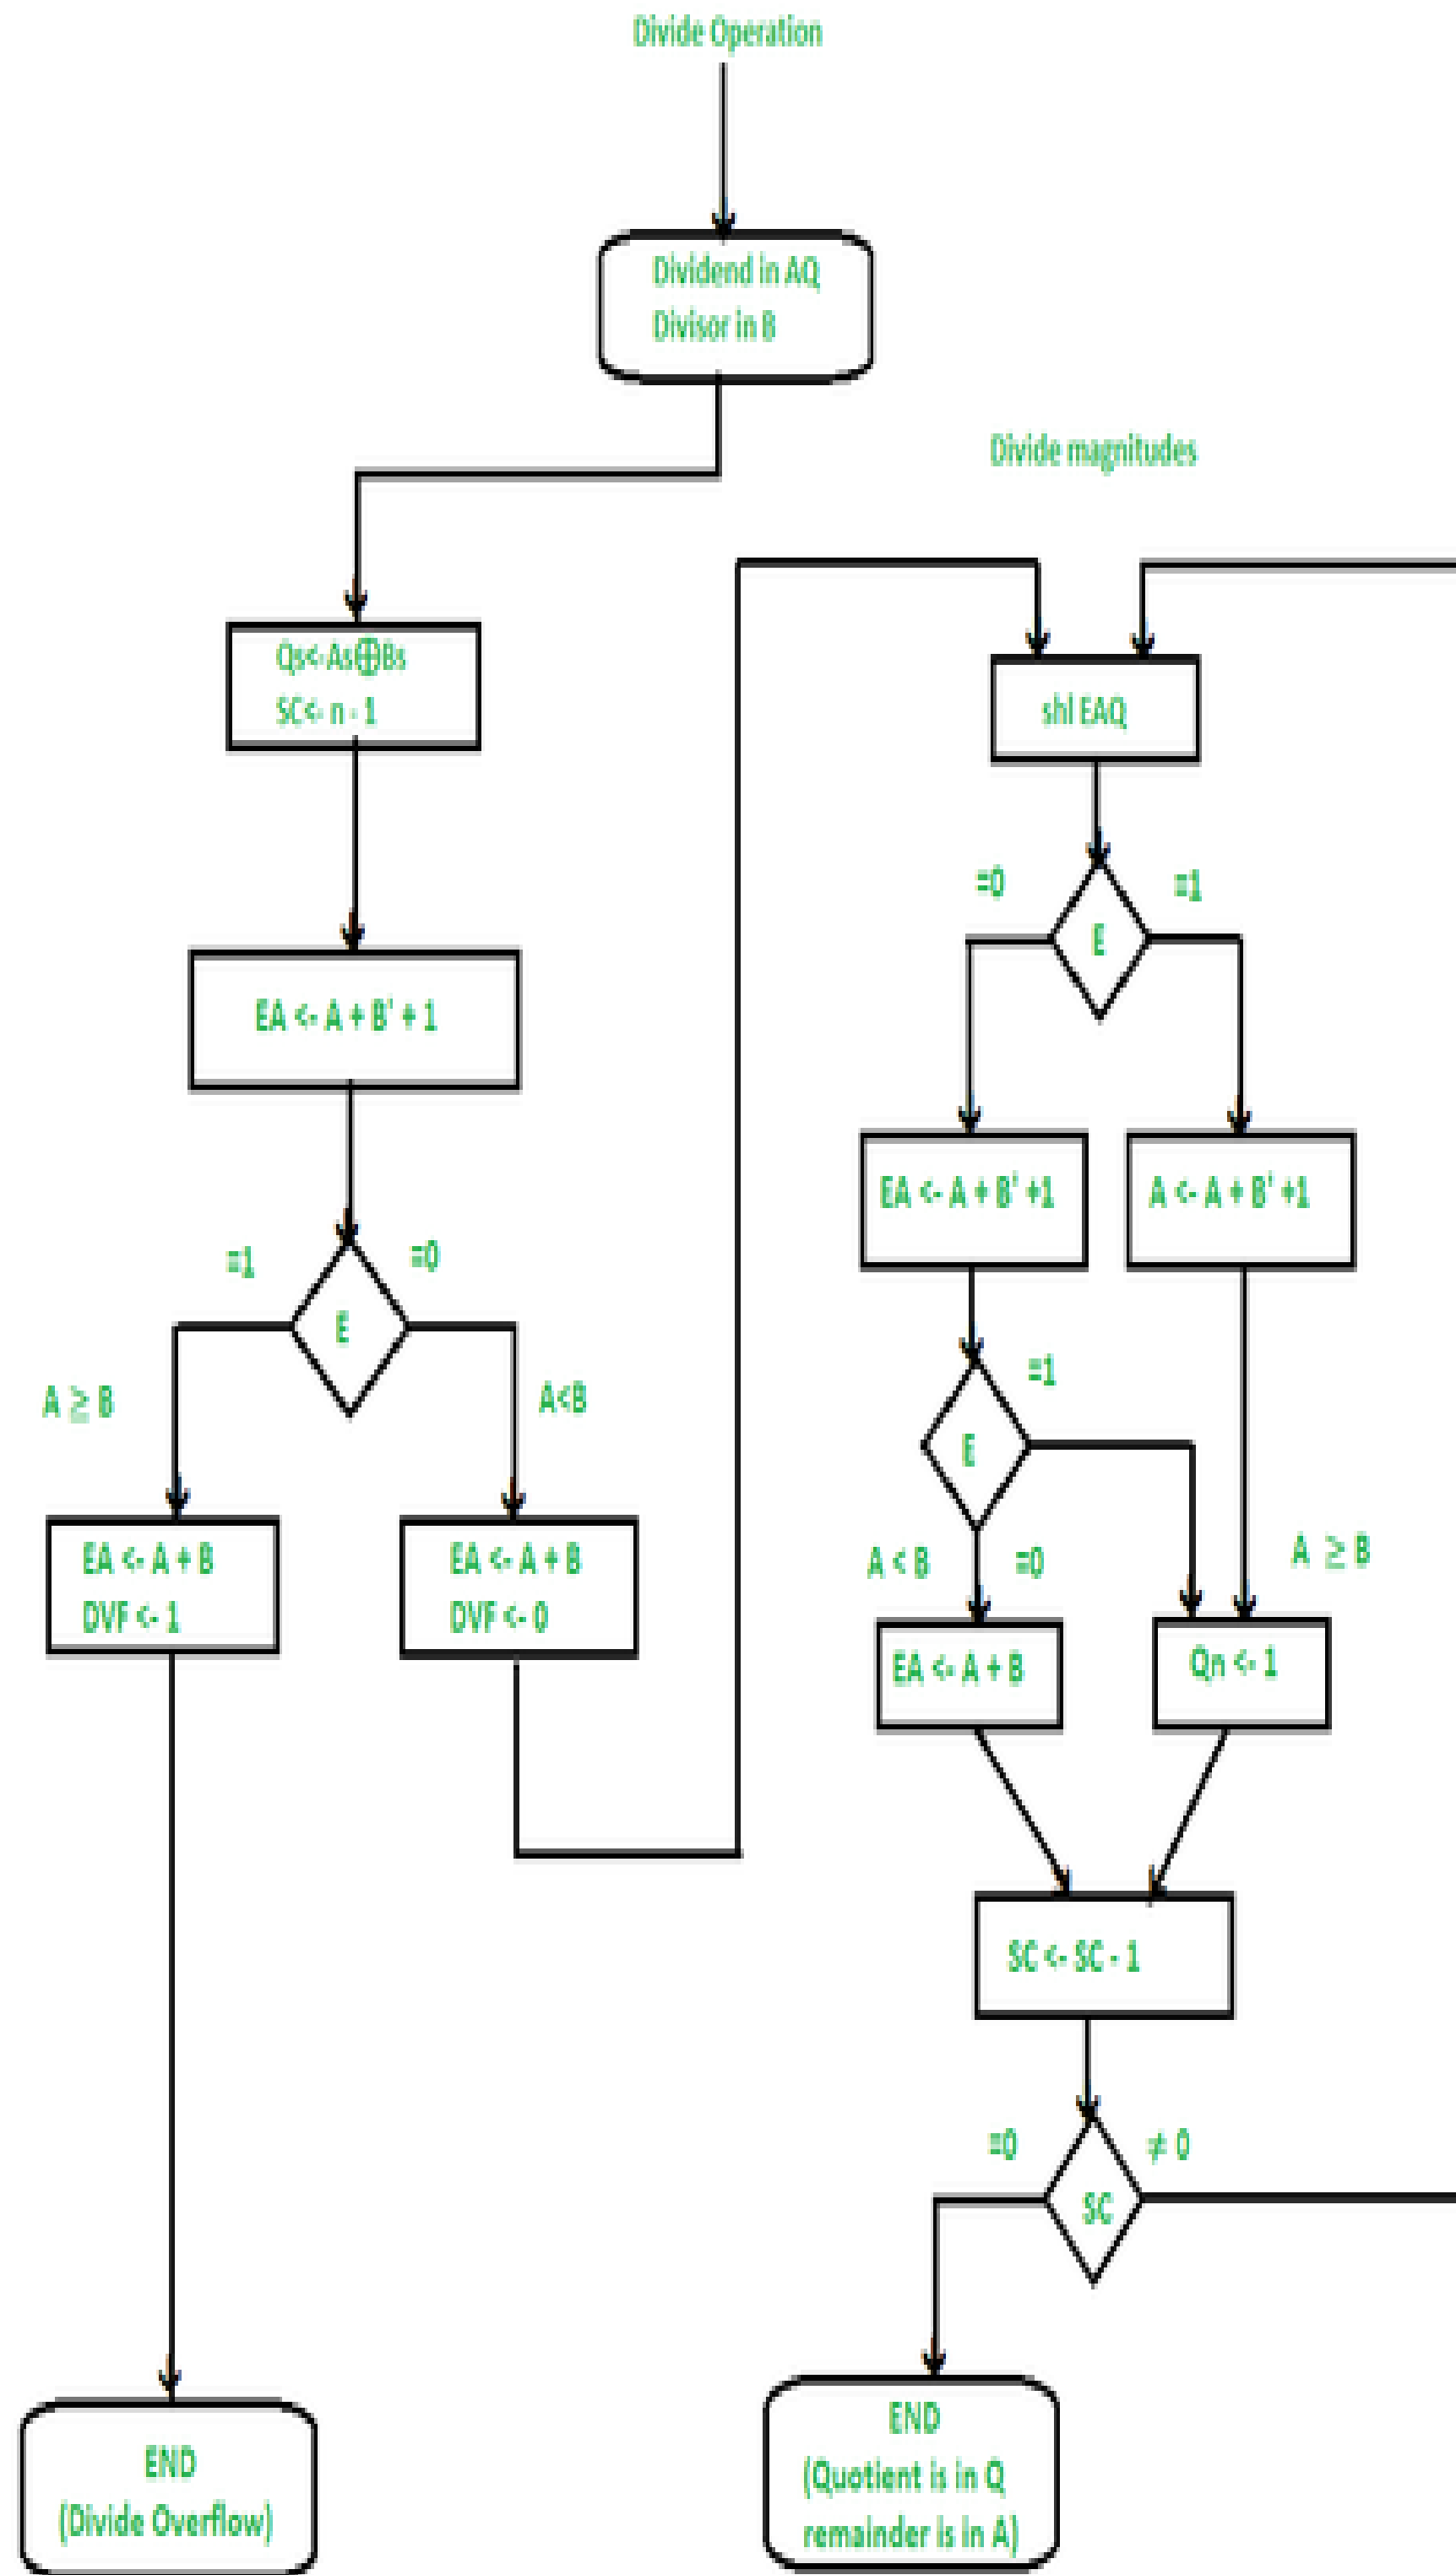 Divide Operation
Dividend in AQ
Divisor in B
Qs<-As⊕Bs
SC<- n - 1
EA <- A + B' + 1
=1
=0
E
A ≥ B
A<B
EA <- A + B
DVF <- 1
EA <- A + B
DVF <- 0
END
(Divide Overflow)
Divide magnitudes
shl EAQ
=0
=1
E
EA <- A + B' +1
A <- A + B' +1
=1
E
A < B
=0
A ≥ B
EA <- A + B
Qn <- 1
SC <- SC - 1
=0
≠ 0
SC
END
(Quotient is in Q
remainder is in A)